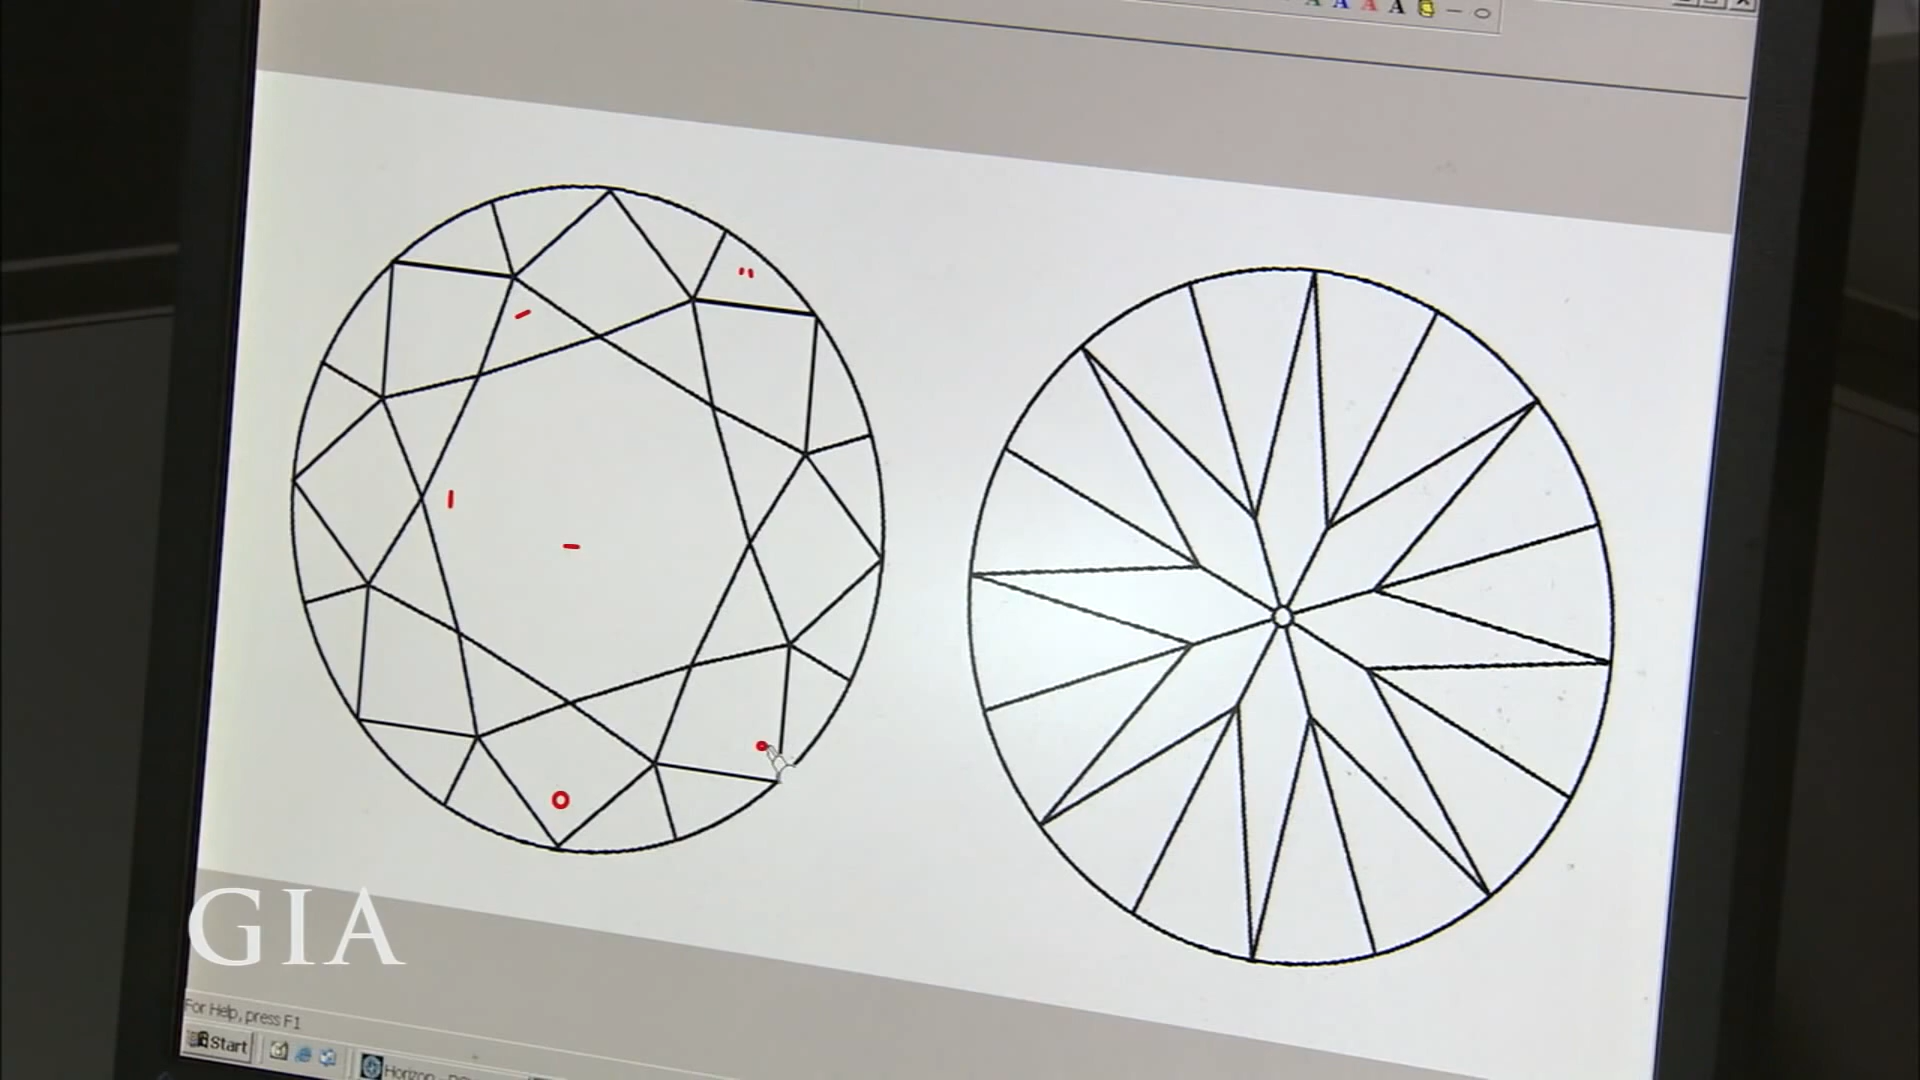 A A A A
GIA
For Help, press F1
Start
Horizon